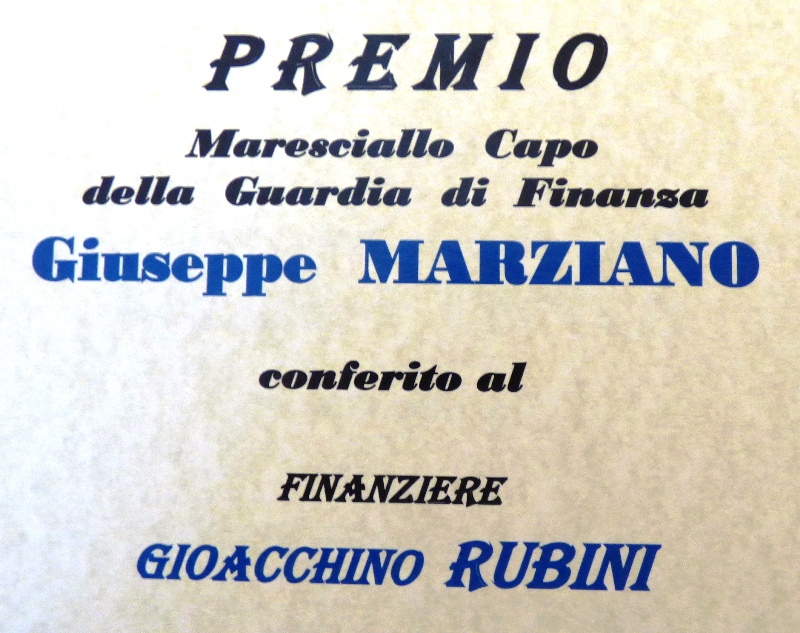 PREMIO
Maresciallo Capo
della Guardia di Finanza
Giuseppe MARZIANO
conferito al
FINANZIERE
GIOACCHINO RUBINI